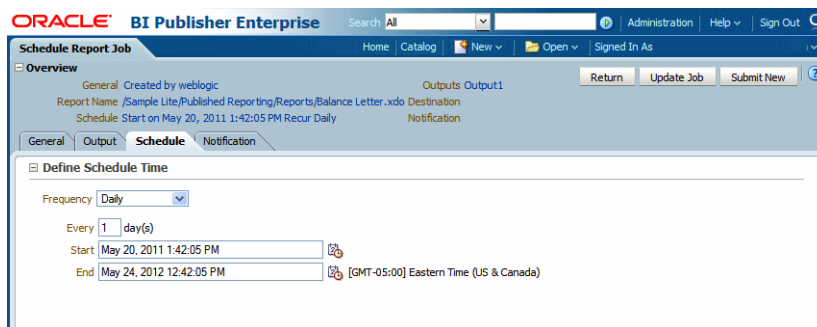 ORACLE BI Publisher Enterprise Search All Administration Help Sign Out
Schedule Report Job Home Catalog New Open Signed In As
Overview
Return Update Job Submit New
General Created by weblogic Outputs Output1
Report Name /Sample Lite/Published Reporting/Reports/Balance Letter.xdo Destination
Schedule Start on May 20, 2011 1:42:05 PM Recur Daily Notification
General Output Schedule Notification
Define Schedule Time
Frequency Daily
Every 1 day(s)
Start May 20, 2011 1:42:05 PM
End May 24, 2012 12:42:05 PM [GMT-05:00] Eastern Time (US & Canada)